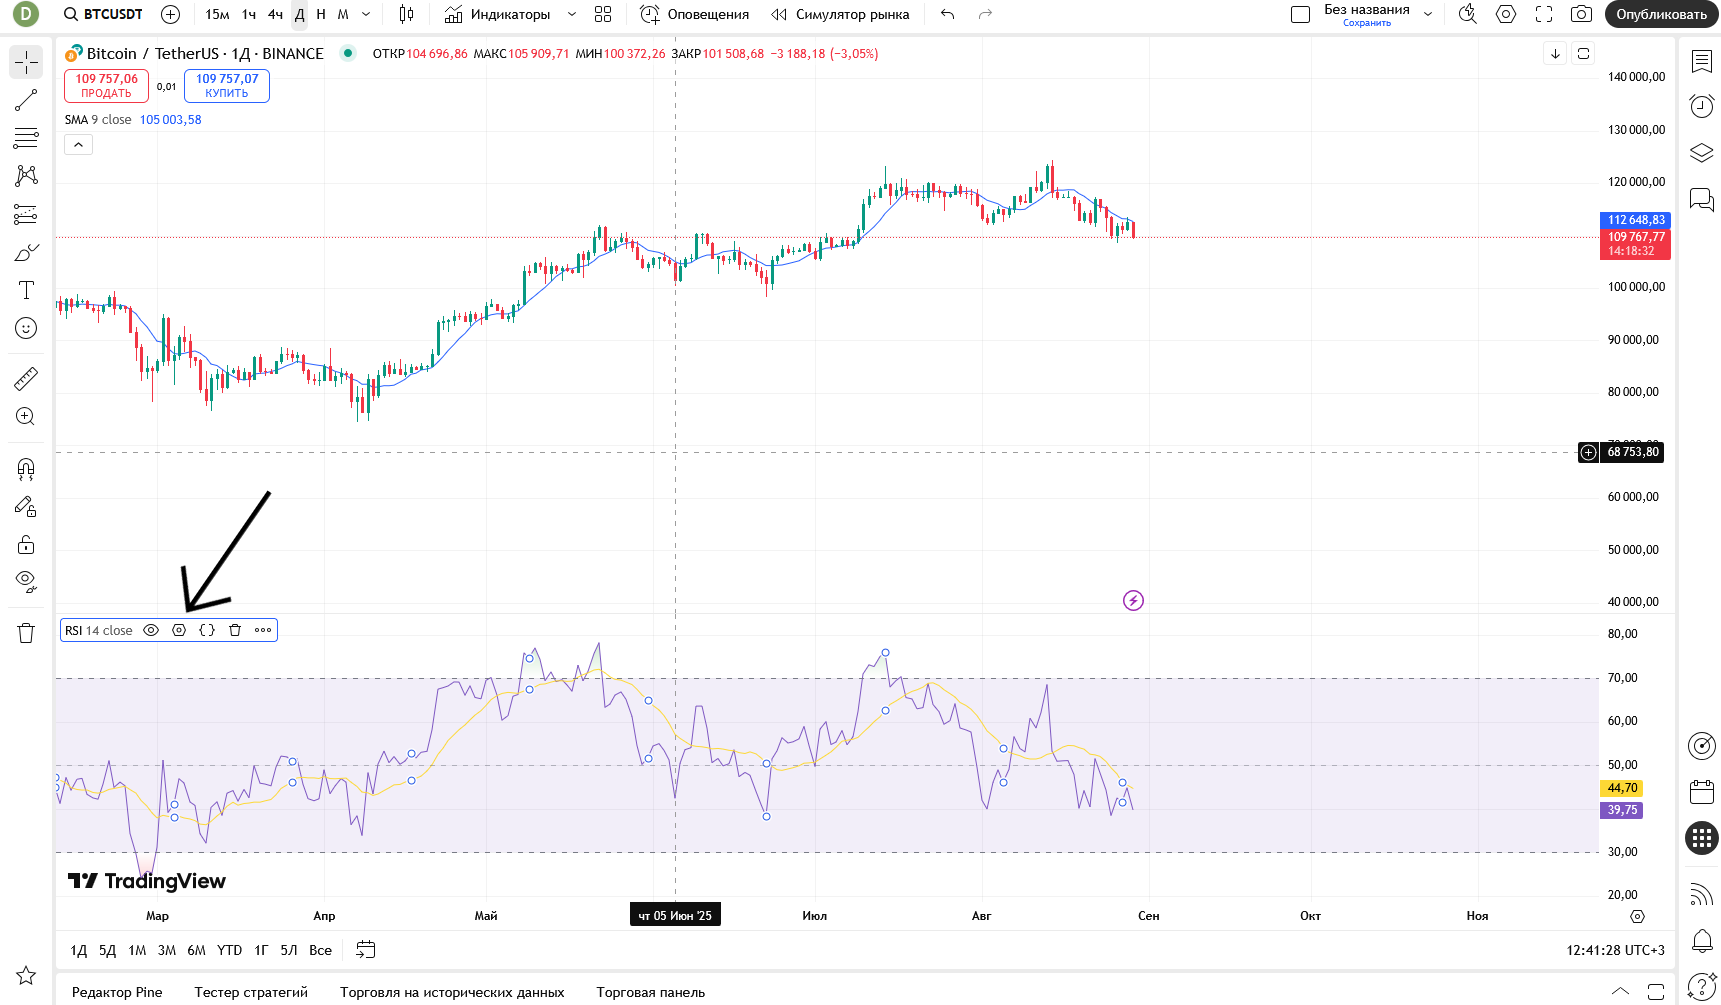 D
BTCUSDT
15м 1ч 4ч Д Н М
Индикаторы
Оповещения
Симулятор рынка
Без названия
Сохранить
Опубликовать
Bitcoin / TetherUS · 1Д · BINANCE
ОТКР104 696,86 МАКС105 909,71 МИН100 372,26 ЗАКР101 508,68 −3 188,18 (−3,05%)
109 757,06
ПРОДАТЬ
0,01
109 757,07
КУПИТЬ
SMA 9 close 105 003,58
140 000,00
130 000,00
120 000,00
112 648,83
109 767,77
14:18:32
100 000,00
90 000,00
80 000,00
68 753,80
60 000,00
50 000,00
40 000,00
RSI 14 close
80,00
70,00
60,00
50,00
44,70
39,75
30,00
20,00
TradingView
Мар Апр Май чт 05 Июн '25 Июл Авг Сен Окт Ноя
1Д 5Д 1М 3М 6М YTD 1Г 5Л Все
12:41:28 UTC+3
Редактор Pine Тестер стратегий Торговля на исторических данных Торговая панель